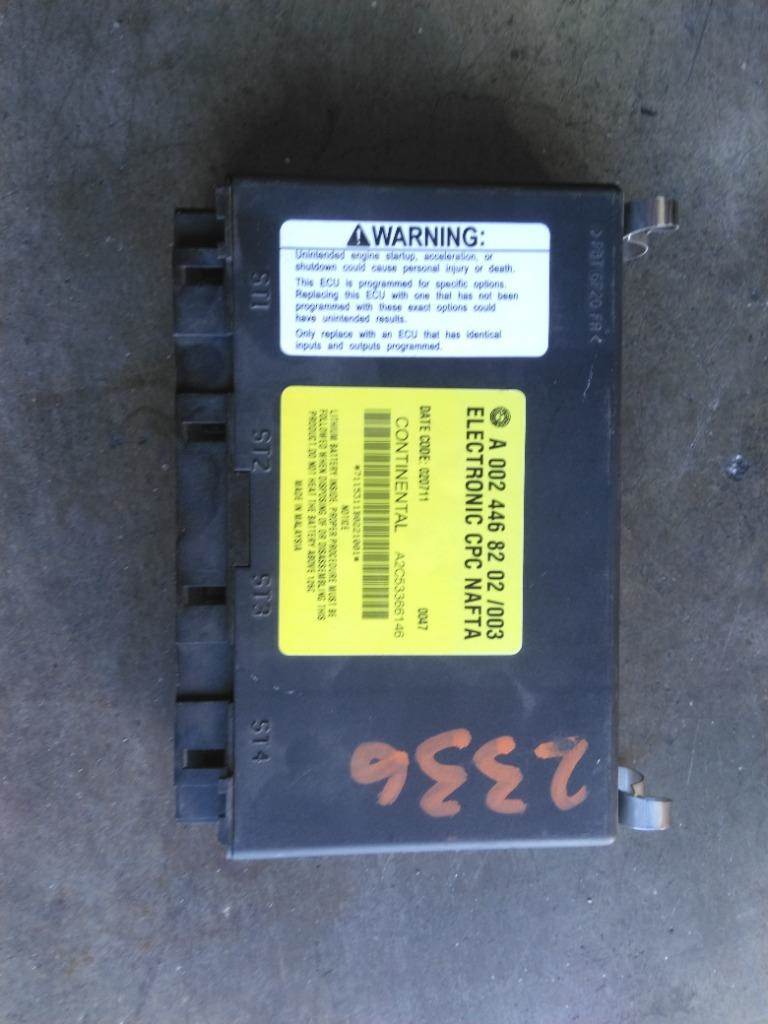 WARNING:
Unintended engine startup, acceleration, or
shutdown could cause personal injury or death.
This ECU is programmed for specific options.
Replacing this ECU with one that has not been
programmed with these exact options could
have unintended results.
Only replace with an ECU that has identical
inputs and outputs programmed.
A 002 446 82 02 /003
ELECTRONIC CPC NAFTA
DATE CODE: 020711 0047
CONTINENTAL A2C53366146
*711531180221001*
NOTICE
LITHIUM BATTERY INSIDE. PROPER PROCEDURE MUST BE
FOLLOWED WHEN DISPOSING OF OR DISASSEMBLING THIS
PRODUCT DO NOT HEAT THE BATTERY ABOVE 125C
MADE IN MALAYSIA
ST1
ST2
ST3
ST4
2336